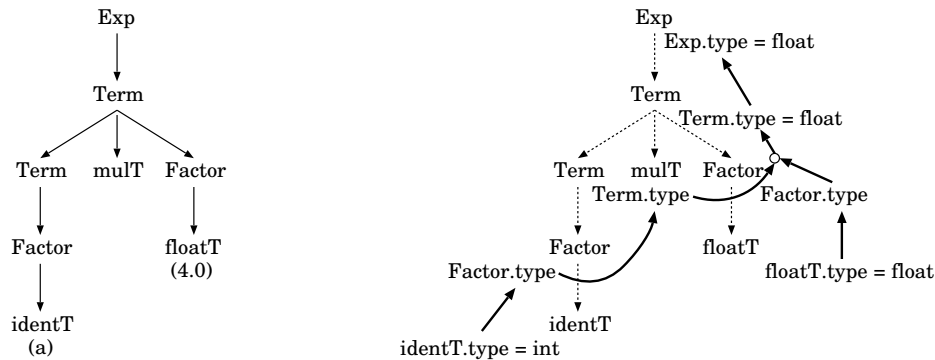 Exp
Term
Term mulT Factor
Factor floatT
(4.0)
identT
(a)
Exp
Exp.type = float
Term
Term.type = float
Term mulT Factor
Term.type Factor.type
Factor floatT
Factor.type floatT.type = float
identT
identT.type = int